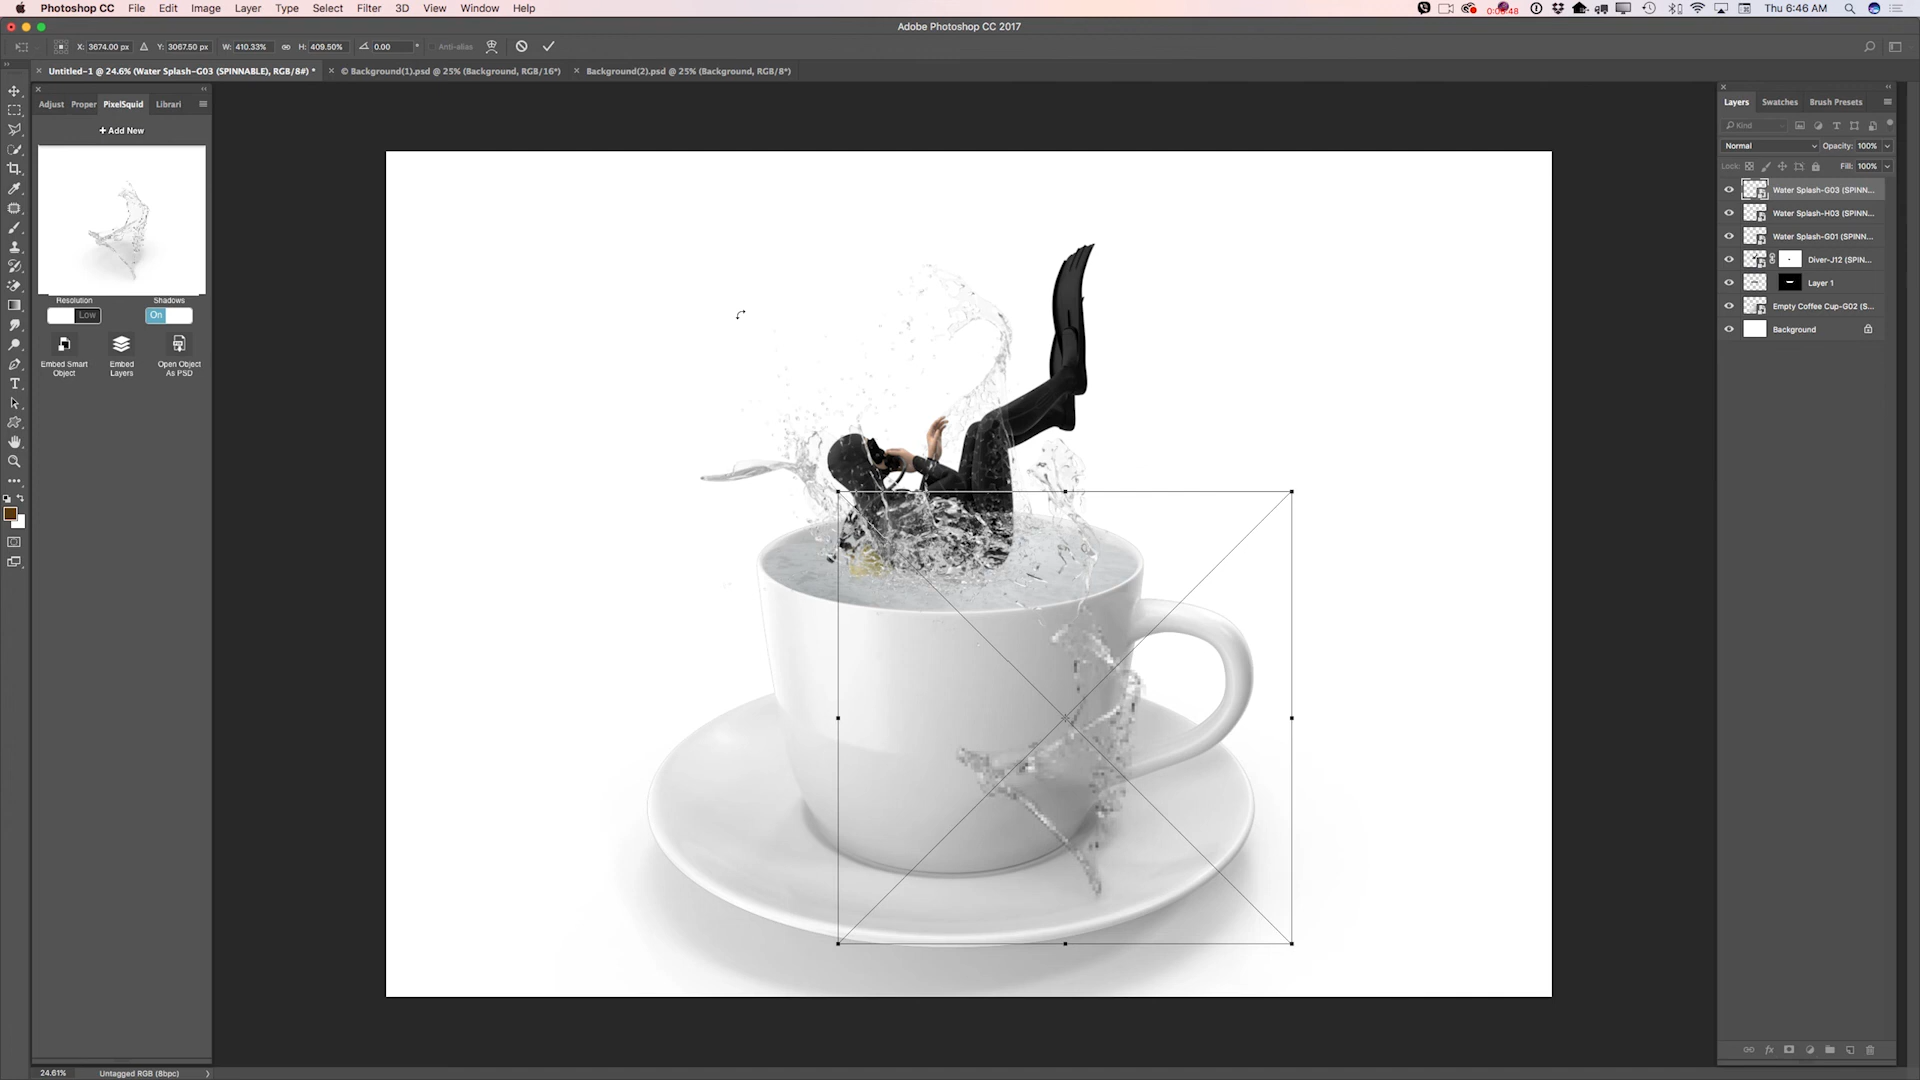 Photoshop CC File Edit Image Layer Type Select Filter 3D View Window Help Thu 6:46 AM
Adobe Photoshop CC 2017
X: 3674.00 px Y: 3067.50 px W: 410.33% H: 409.50% 0.00 ° Anti-alias
Untitled-1 @ 24.6% (Water Splash-G03 (SPINNABLE), RGB/8#) * © Background(1).psd @ 25% (Background, RGB/16*) Background(2).psd @ 25% (Background, RGB/8*)
Adjust Proper PixelSquid Librari
+ Add New
Resolution Shadows
Low On
Embed Smart Object
Embed Layers
Open Object As PSD
Layers Swatches Brush Presets
Kind
Normal Opacity: 100%
Lock: Fill: 100%
Water Splash-G03 (SPINN...
Water Splash-H03 (SPINN...
Water Splash-G01 (SPINN...
Diver-J12 (SPIN...
Layer 1
Empty Coffee Cup-G02 (S...
Background
24.61% Untagged RGB (8bpc)